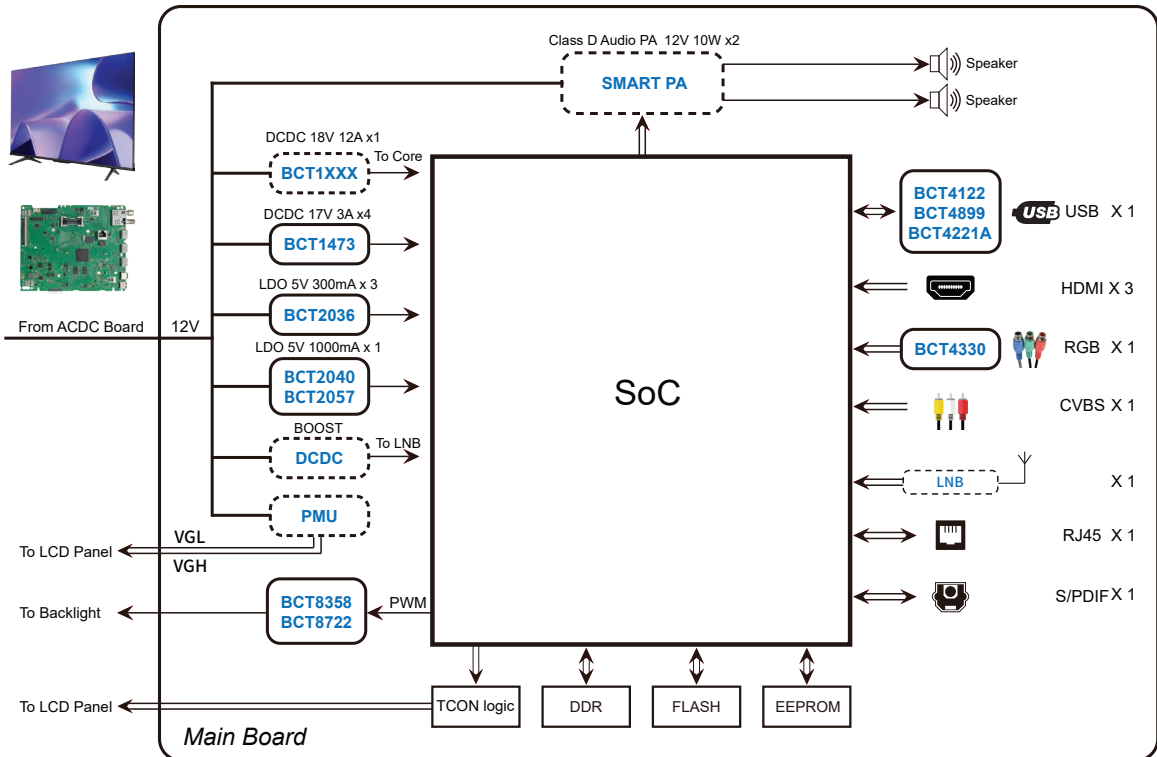 Class D Audio PA 12V 10W x2
SMART PA
Speaker
Speaker
DCDC 18V 12A x1
To Core
BCT1XXX
DCDC 17V 3A x4
BCT1473
LDO 5V 300mA x 3
BCT2036
From ACDC Board
12V
LDO 5V 1000mA x 1
BCT2040
BCT2057
BOOST
To LNB
DCDC
PMU
VGL
To LCD Panel
VGH
BCT8358
BCT8722
PWM
To Backlight
To LCD Panel
SoC
BCT4122
BCT4899
BCT4221A
USB
USB X 1
HDMI X 3
BCT4330
RGB X 1
CVBS X 1
LNB
X 1
RJ45 X 1
S/PDIF X 1
TCON logic
DDR
FLASH
EEPROM
Main Board